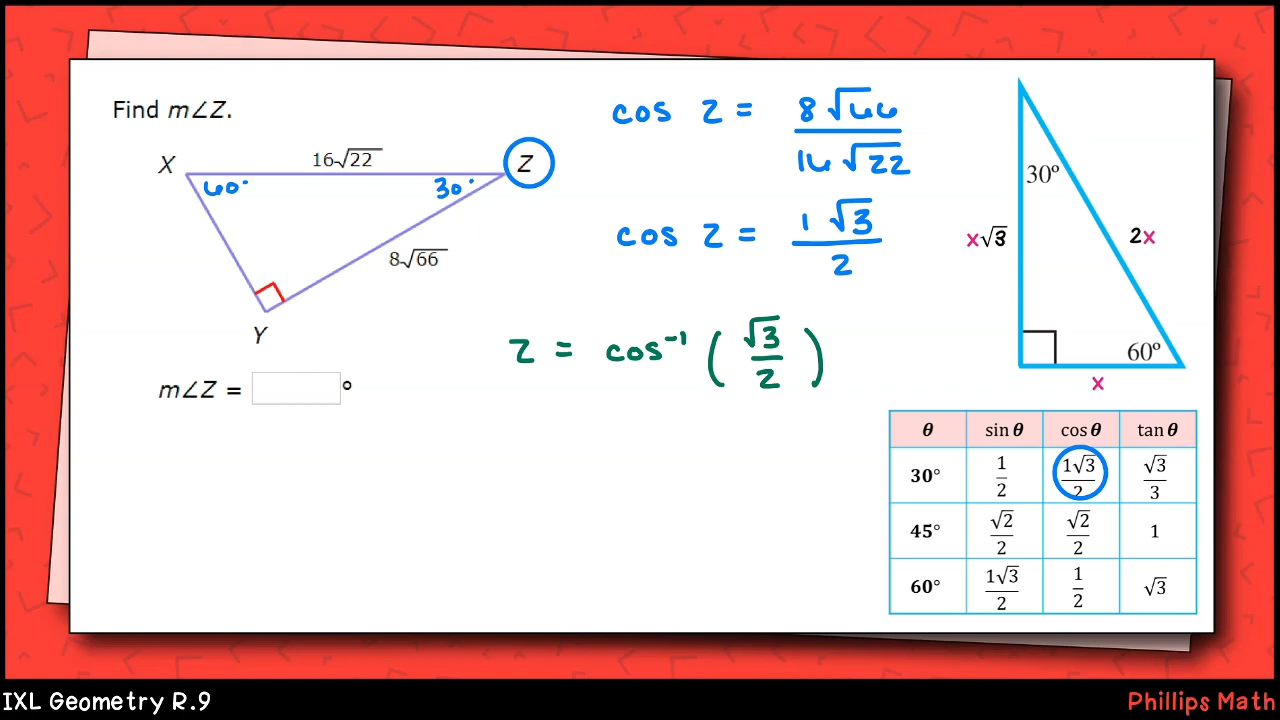 Find m∠Z.
X 16√22 Z
60° 30°
8√66
Y
m∠Z = °
cos Z = 8√66 / 16√22
cos Z = 1√3 / 2
Z = cos⁻¹ ( √3 / 2 )
30°
x√3 2x
60°
x
θ sin θ cos θ tan θ
30° 1/2 1√3/2 √3/3
45° √2/2 √2/2 1
60° 1√3/2 1/2 √3
IXL Geometry R.9 Phillips Math